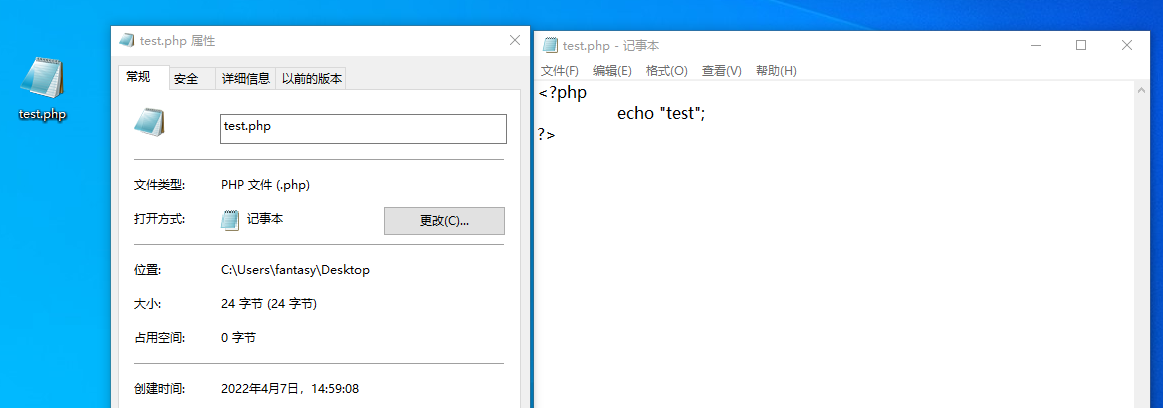 test.php
test.php 属性
常规 安全 详细信息 以前的版本
test.php
文件类型: PHP 文件 (.php)
打开方式: 记事本 更改(C)...
位置: C:\Users\fantasy\Desktop
大小: 24 字节 (24 字节)
占用空间: 0 字节
创建时间: 2022年4月7日，14:59:08
test.php - 记事本
文件(F) 编辑(E) 格式(O) 查看(V) 帮助(H)
<?php
echo "test";
?>